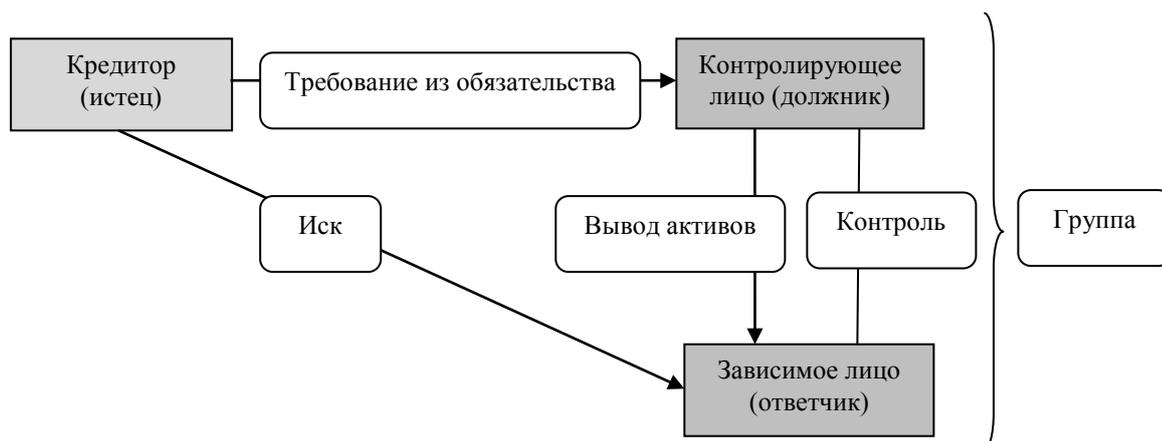 Кредитор
(истец)
Требование из обязательства
Контролирующее
лицо (должник)
Иск
Вывод активов
Контроль
Группа
Зависимое лицо
(ответчик)